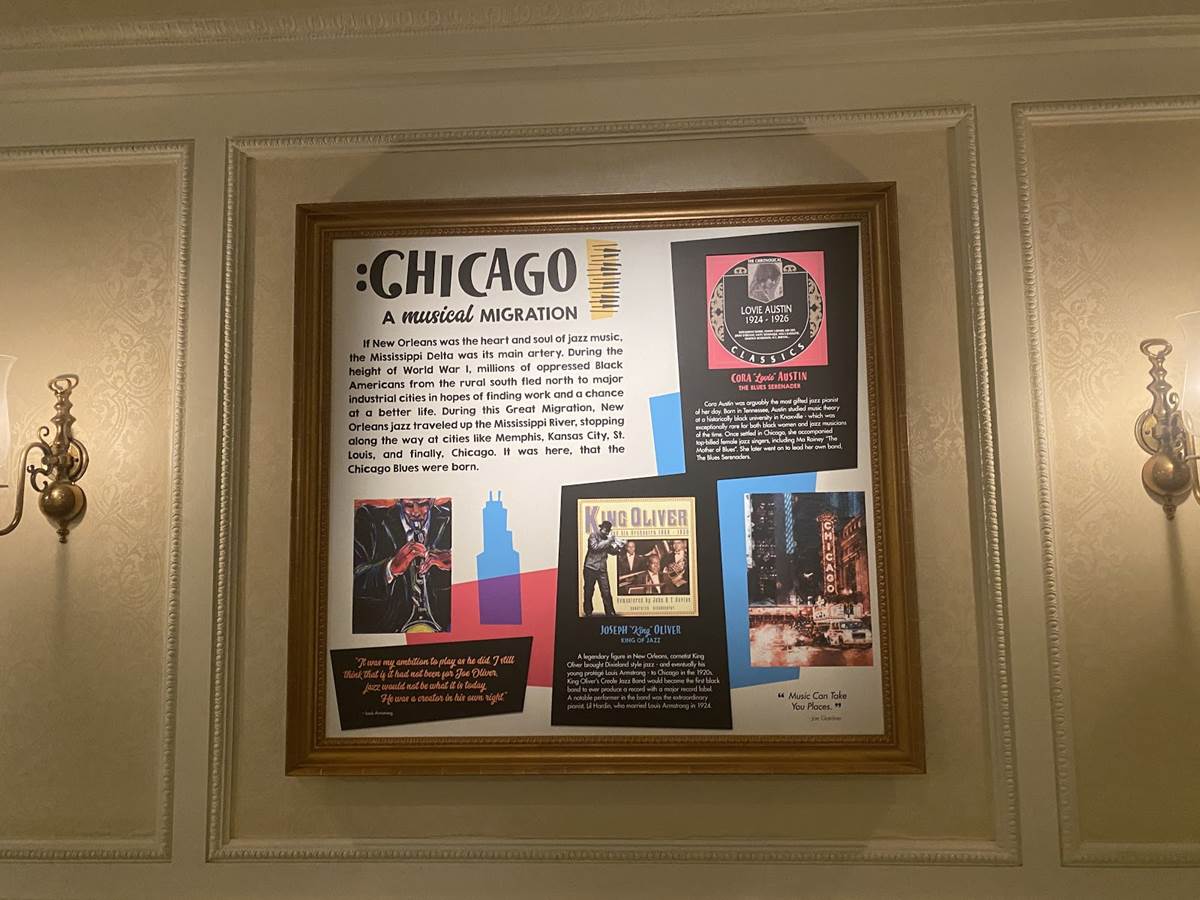 :CHICAGO
A musical MIGRATION
If New Orleans was the heart and soul of jazz music,
the Mississippi Delta was its main artery. During the
height of World War I, millions of oppressed Black
Americans from the rural south fled north to major
industrial cities in hopes of finding work and a chance
at a better life. During this Great Migration, New
Orleans jazz traveled up the Mississippi River, stopping
along the way at cities like Memphis, Kansas City, St.
Louis, and finally, Chicago. It was here, that the
Chicago Blues were born.
THE CHRONOLOGICAL
LOVIE AUSTIN
1924 - 1926
CLASSICS
CORA "Lovie" AUSTIN
THE BLUES SERENADER
Cora Austin was arguably the most gifted jazz pianist
of her day. Born in Tennessee, Austin studied music theory
at a historically black university in Knoxville - which was
exceptionally rare for both black women and jazz musicians
of the time. Once settled in Chicago, she accompanied
top-billed female jazz singers, including Ma Rainey "The
Mother of Blues". She later went on to lead her own band,
The Blues Serenaders.
"It was my ambition to play as he did. I still
think that if it had not been for Joe Oliver,
jazz would not be what it is today.
He was a creator in his own right."
- Louis Armstrong
KING OLIVER
JOSEPH "King" OLIVER
KING OF JAZZ
A legendary figure in New Orleans, cornetist King
Oliver brought Dixieland style jazz - and eventually his
young protégé Louis Armstrong - to Chicago in the 1920s.
King Oliver's Creole Jazz Band would become the first black
band to ever produce a record with a major record label.
A notable performer in the band was the extraordinary
pianist, Lil Hardin, who married Louis Armstrong in 1924.
CHICAGO
" Music Can Take
You Places. "
- Joe Gardner